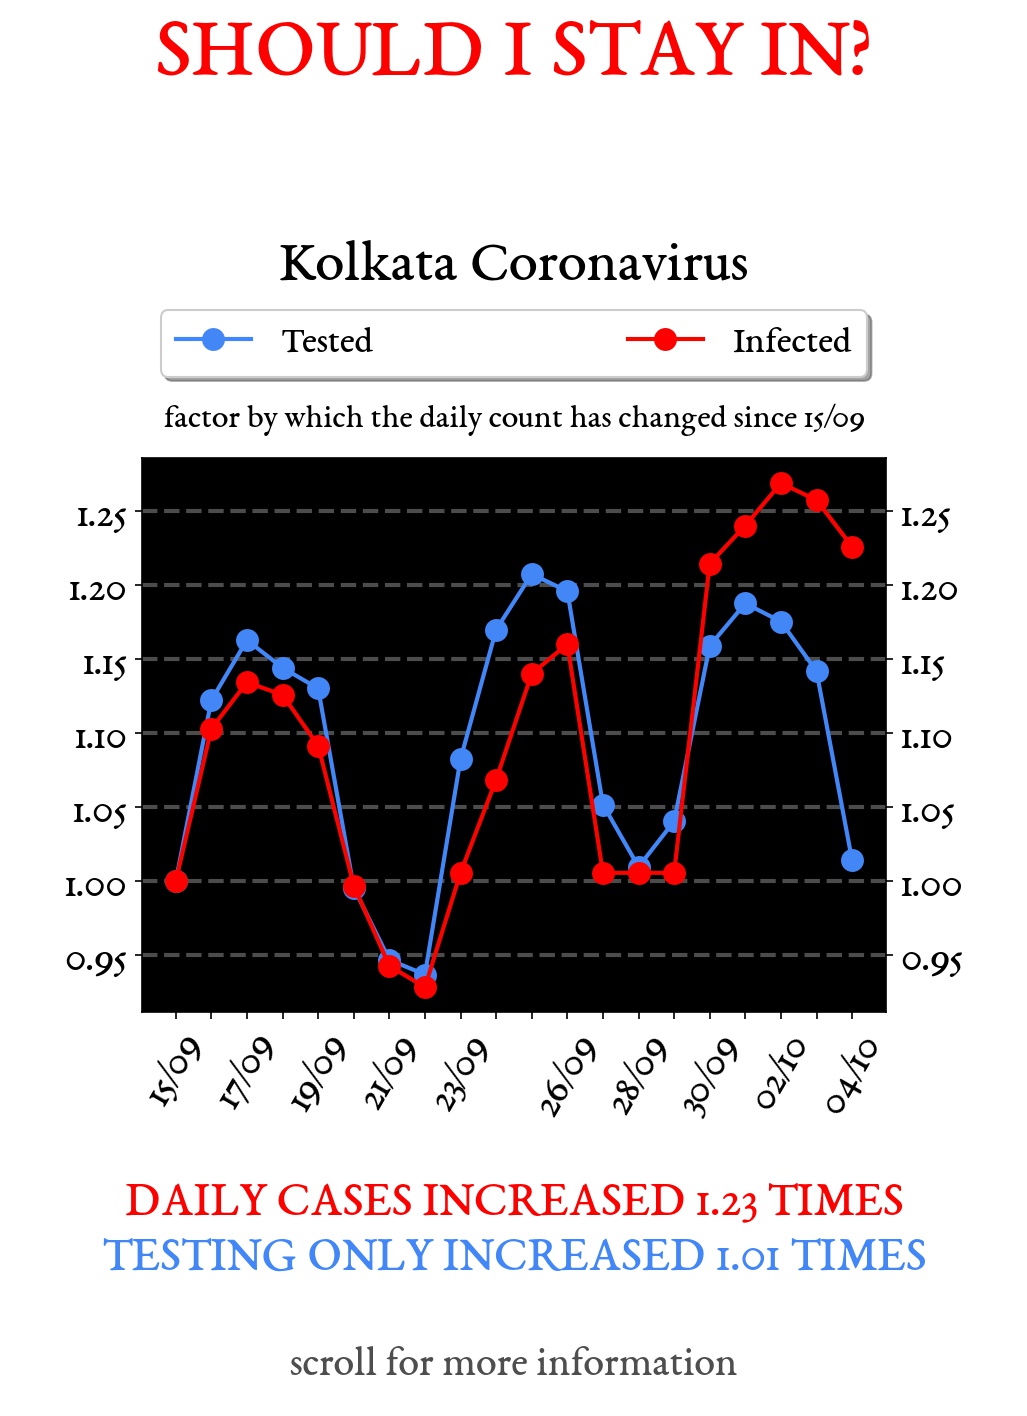 SHOULD I STAY IN?
Kolkata Coronavirus
Tested Infected
factor by which the daily count has changed since 15/09
1.25 1.25
1.20 1.20
1.15 1.15
1.10 1.10
1.05 1.05
1.00 1.00
0.95 0.95
15/09 17/09 19/09 21/09 23/09 26/09 28/09 30/09 02/10 04/10
DAILY CASES INCREASED 1.23 TIMES
TESTING ONLY INCREASED 1.01 TIMES
scroll for more information